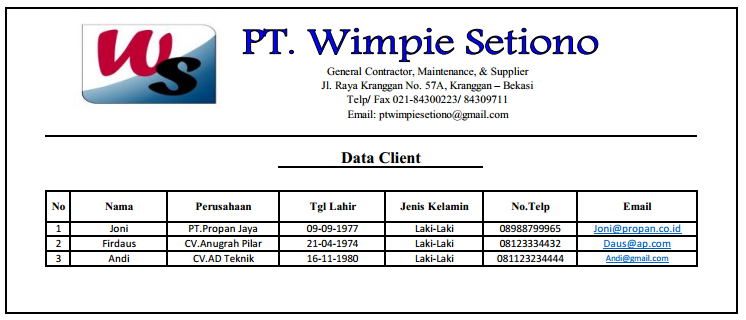 WS
PT. Wimpie Setiono
General Contractor, Maintenance, & Supplier
Jl. Raya Kranggan No. 57A, Kranggan – Bekasi
Telp/ Fax 021-84300223/ 84309711
Email: ptwimpiesetiono@gmail.com
Data Client
No Nama Perusahaan Tgl Lahir Jenis Kelamin No.Telp Email
1 Joni PT.Propan Jaya 09-09-1977 Laki-Laki 08988799965 Joni@propan.co.id
2 Firdaus CV.Anugrah Pilar 21-04-1974 Laki-Laki 08123334432 Daus@ap.com
3 Andi CV.AD Teknik 16-11-1980 Laki-Laki 081123234444 Andi@gmail.com